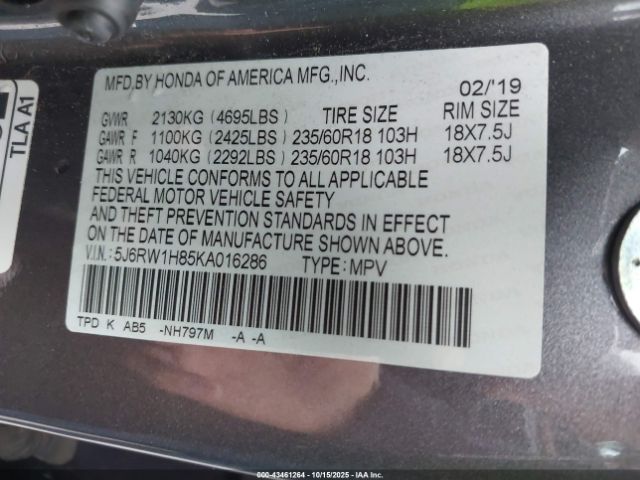 MFD,BY HONDA OF AMERICA MFG.,INC. 02/'19
GVWR 2130KG (4695LBS) TIRE SIZE RIM SIZE
GAWR F 1100KG (2425LBS) 235/60R18 103H 18X7.5J
GAWR R 1040KG (2292LBS) 235/60R18 103H 18X7.5J
THIS VEHICLE CONFORMS TO ALL APPLICABLE
FEDERAL MOTOR VEHICLE SAFETY
AND THEFT PREVENTION STANDARDS IN EFFECT
ON THE DATE OF MANUFACTURE SHOWN ABOVE.
V.I.N.: 5J6RW1H85KA016286 TYPE: MPV
TPD K AB5 -NH797M -A -A
TLA A1
000-43461264 - 10/15/2025 - IAA Inc.